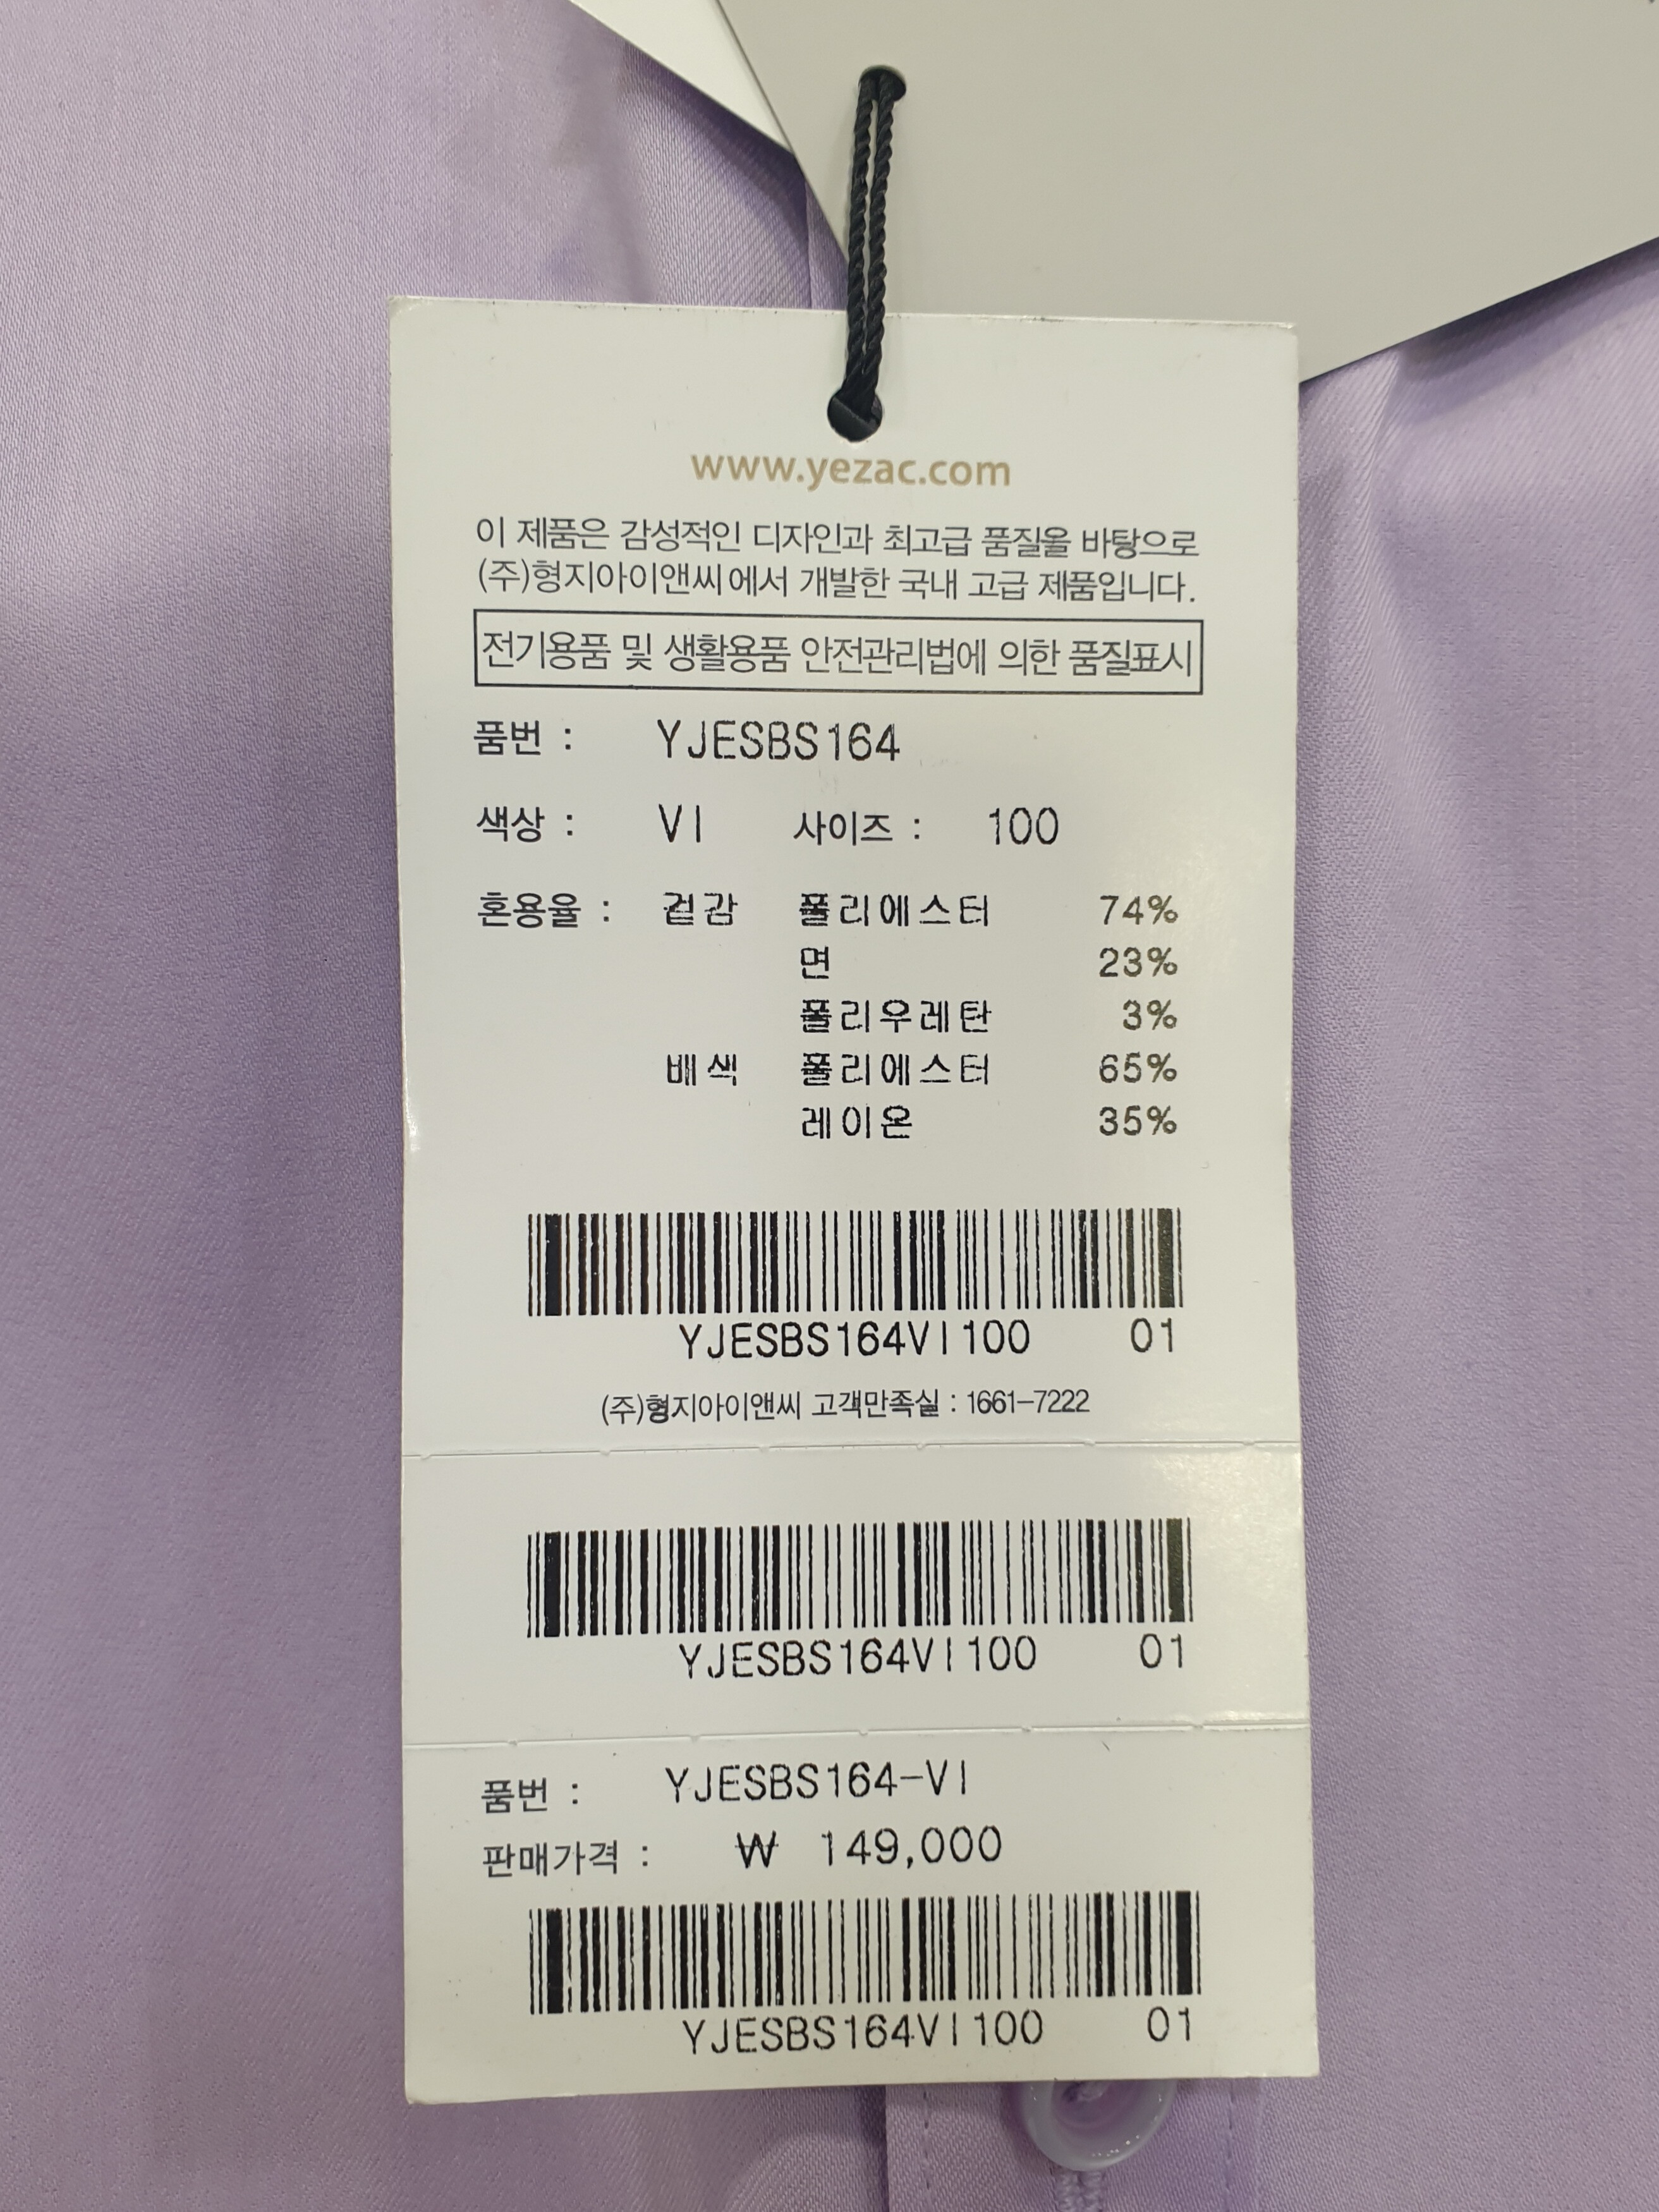 www.yezac.com
이 제품은 감성적인 디자인과 최고급 품질올 바탕으로
(주)형지아이앤씨에서 개발한 국내 고급 제품입니다.
전기용품 및 생활용품 안전관리법에 의한 품질표시
품번 : YJESBS164
색상 : VI 사이즈 : 100
혼용율 : 겉감 폴리에스터 74%
면 23%
폴리우레탄 3%
배색 폴리에스터 65%
레이온 35%
YJESBS164VI100 01
(주)형지아이앤씨 고객만족실 : 1661-7222
YJESBS164VI100 01
품번 : YJESBS164-VI
판매가격 : ₩ 149,000
YJESBS164VI100 01